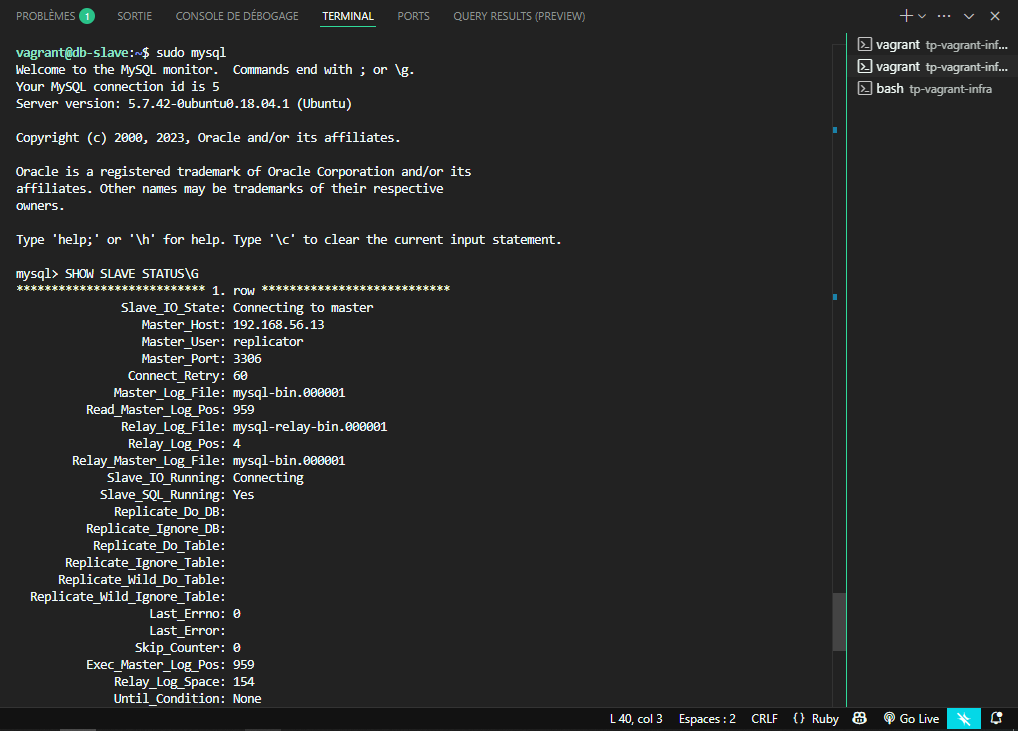 PROBLÈMES 1 SORTIE CONSOLE DE DÉBOGAGE TERMINAL PORTS QUERY RESULTS (PREVIEW)
vagrant tp-vagrant-inf...
vagrant tp-vagrant-inf...
bash tp-vagrant-infra
vagrant@db-slave:~$ sudo mysql
Welcome to the MySQL monitor.  Commands end with ; or \g.
Your MySQL connection id is 5
Server version: 5.7.42-0ubuntu0.18.04.1 (Ubuntu)
Copyright (c) 2000, 2023, Oracle and/or its affiliates.
Oracle is a registered trademark of Oracle Corporation and/or its
affiliates. Other names may be trademarks of their respective
owners.
Type 'help;' or '\h' for help. Type '\c' to clear the current input statement.
mysql> SHOW SLAVE STATUS\G
*************************** 1. row ***************************
Slave_IO_State: Connecting to master
Master_Host: 192.168.56.13
Master_User: replicator
Master_Port: 3306
Connect_Retry: 60
Master_Log_File: mysql-bin.000001
Read_Master_Log_Pos: 959
Relay_Log_File: mysql-relay-bin.000001
Relay_Log_Pos: 4
Relay_Master_Log_File: mysql-bin.000001
Slave_IO_Running: Connecting
Slave_SQL_Running: Yes
Replicate_Do_DB:
Replicate_Ignore_DB:
Replicate_Do_Table:
Replicate_Ignore_Table:
Replicate_Wild_Do_Table:
Replicate_Wild_Ignore_Table:
Last_Errno: 0
Last_Error:
Skip_Counter: 0
Exec_Master_Log_Pos: 959
Relay_Log_Space: 154
Until_Condition: None
L 40, col 3 Espaces : 2 CRLF {} Ruby Go Live